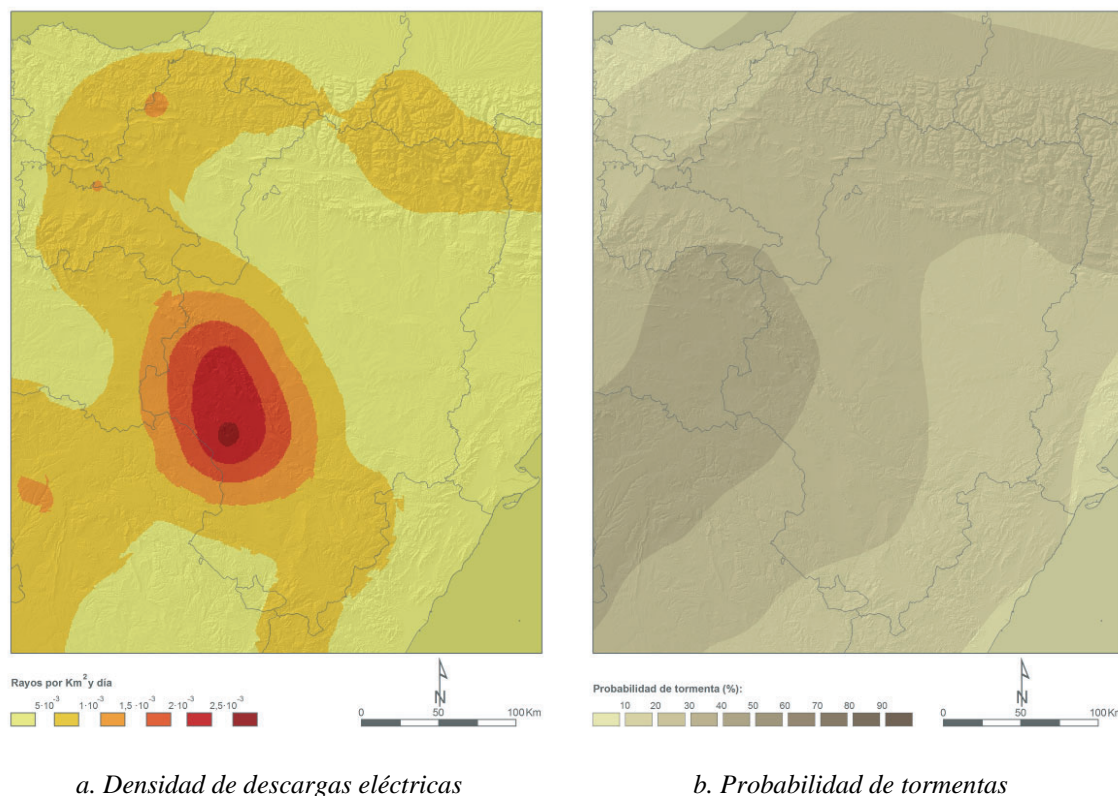 Rayos por Km² y día
5·10⁻³ 1·10⁻³ 1,5·10⁻³ 2·10⁻³ 2,5·10⁻³
N
0 50 100 Km
Probabilidad de tormenta (%):
10 20 30 40 50 60 70 80 90
N
0 50 100 Km
a. Densidad de descargas eléctricas
b. Probabilidad de tormentas